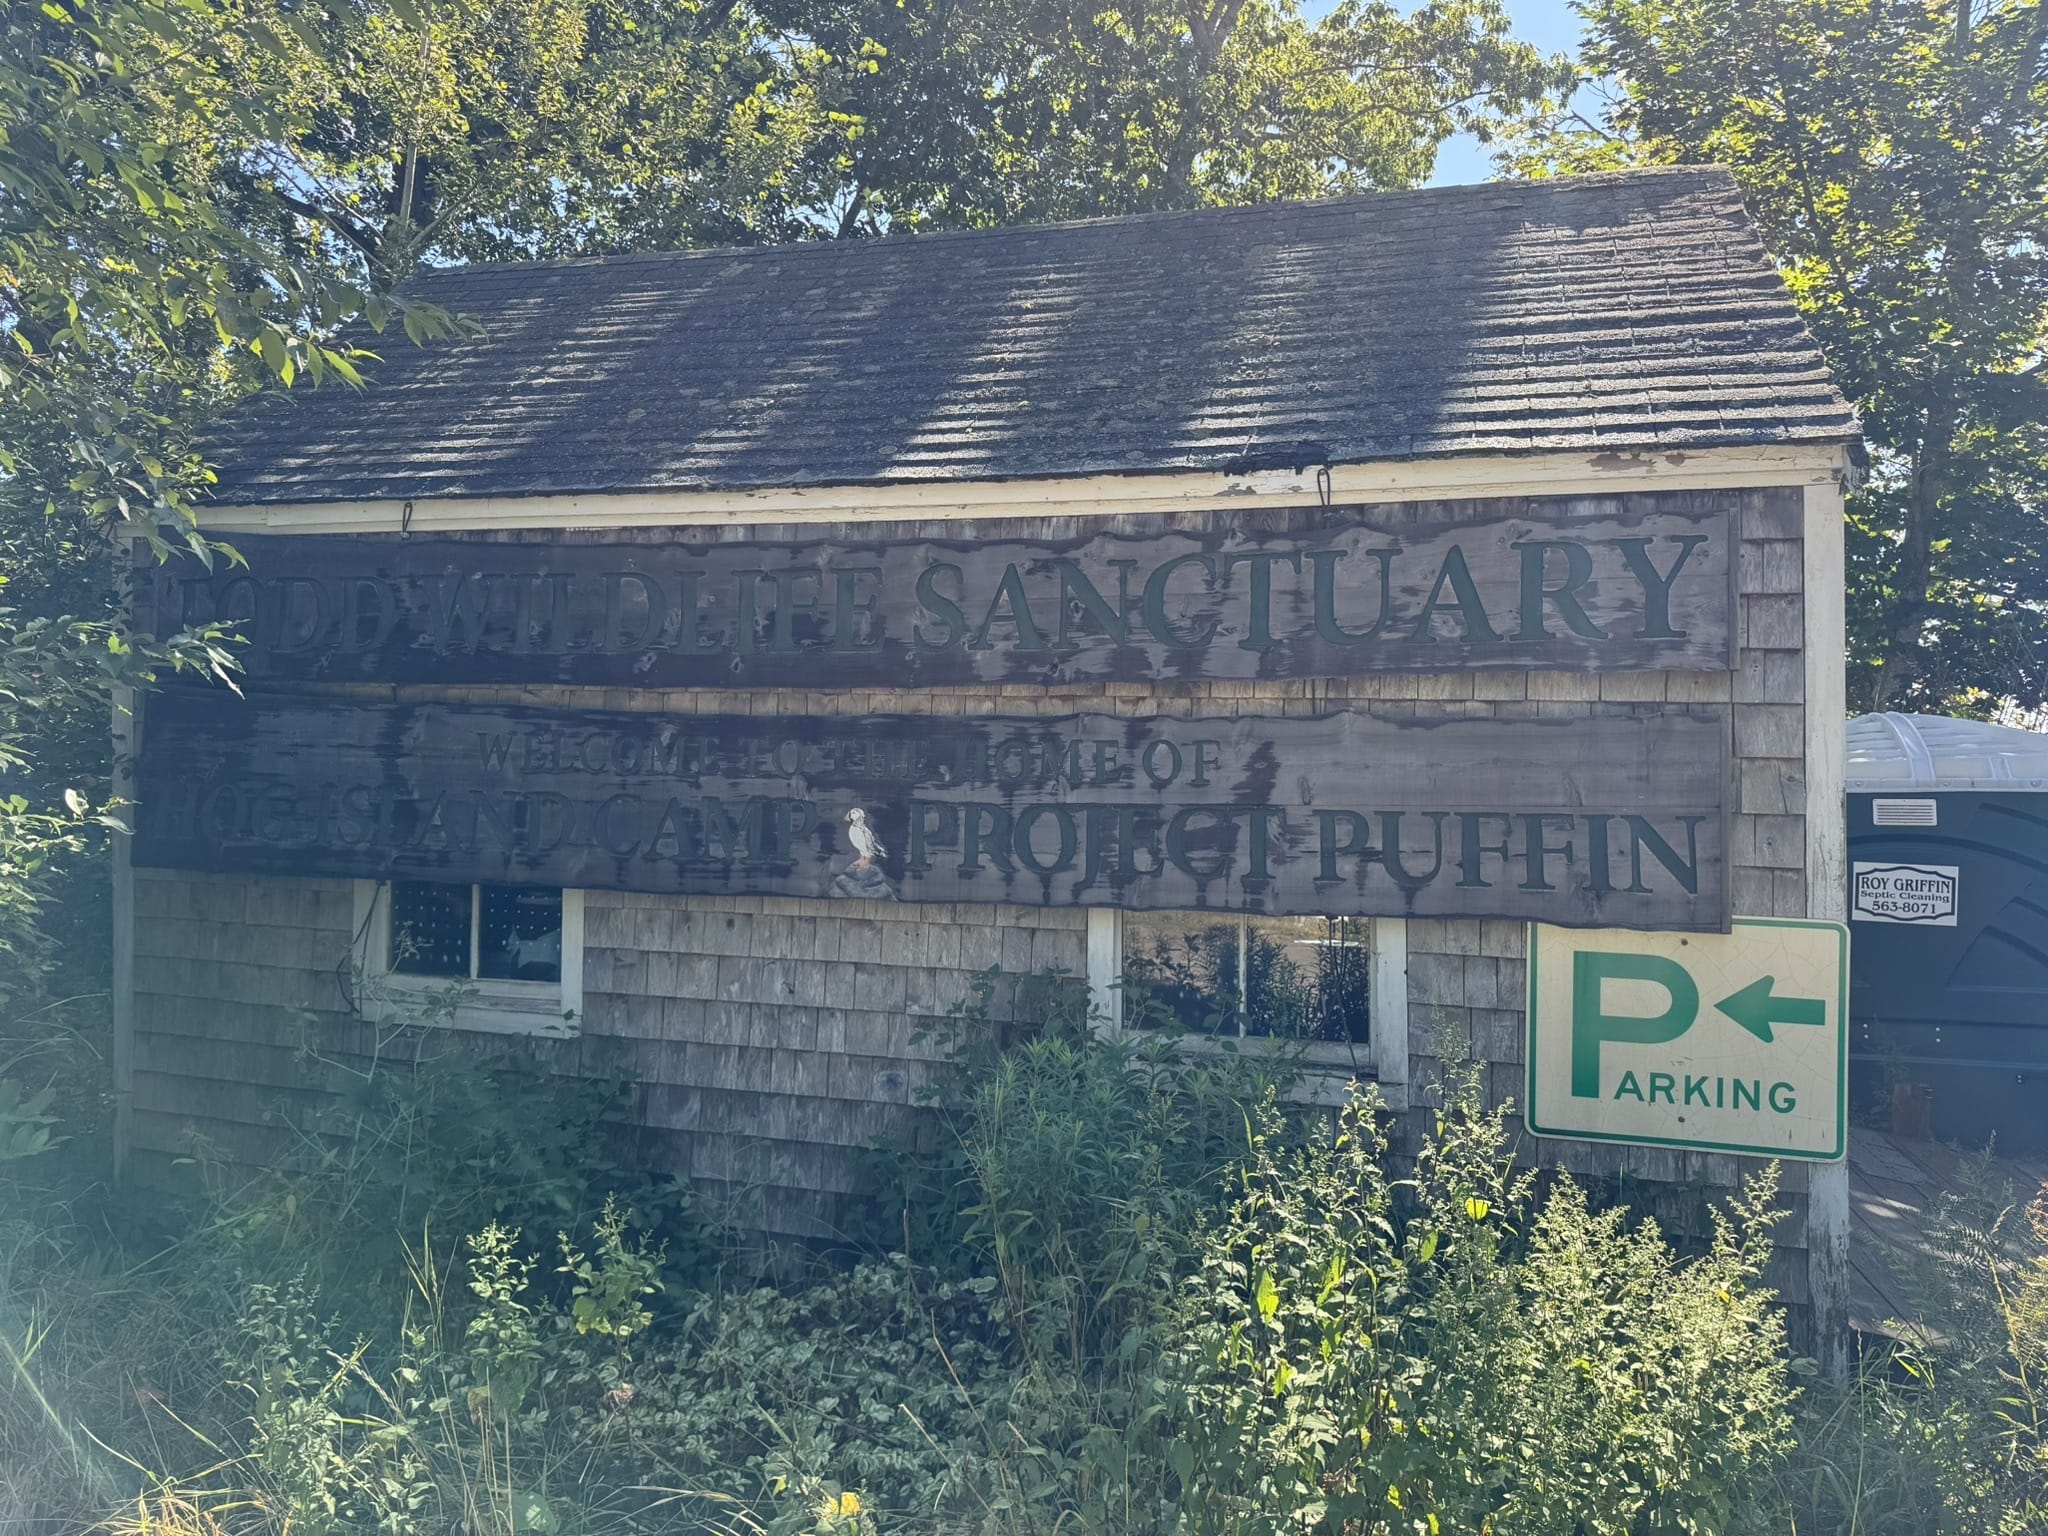 TODD WILDLIFE SANCTUARY
WELCOME TO THE HOME OF
HOG ISLAND CAMP PROJECT PUFFIN
ROY GRIFFIN
Septic Cleaning
563-8071
P
PARKING